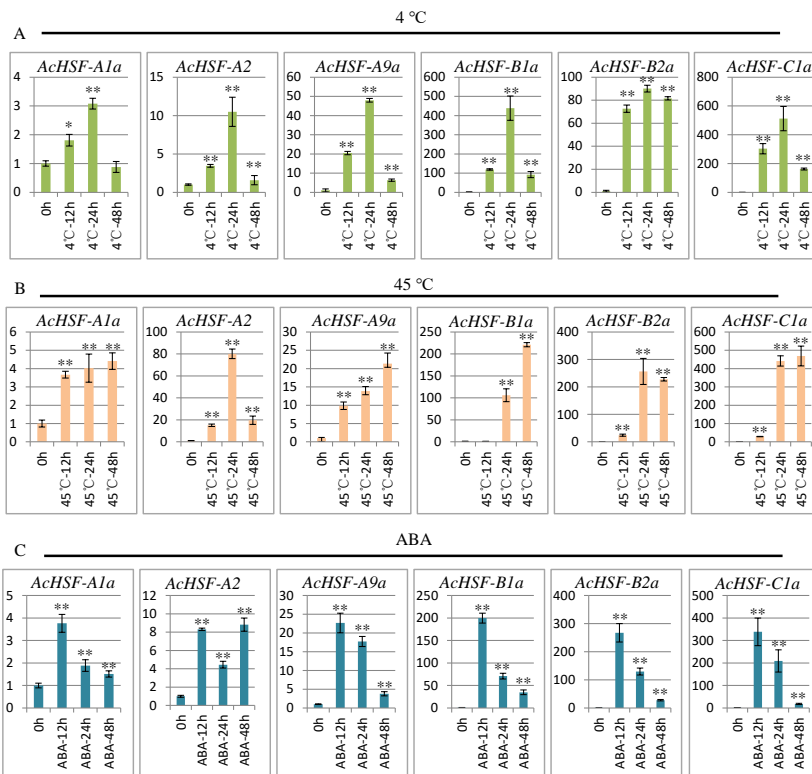 4 ℃
A
AcHSF-A1a AcHSF-A2 AcHSF-A9a AcHSF-B1a AcHSF-B2a AcHSF-C1a
4 15 60 600 100 800
3 10 50 500 80 600
2 5 40 400 60 400
1 0 30 300 40 200
0 20 200 20 0
10 100 0
0 0
* ** ** ** ** ** ** ** ** ** ** ** ** ** ** ** **
0h 4℃-12h 4℃-24h 4℃-48h 0h 4℃-12h 4℃-24h 4℃-48h 0h 4℃-12h 4℃-24h 4℃-48h 0h 4℃-12h 4℃-24h 4℃-48h 0h 4℃-12h 4℃-24h 4℃-48h 0h 4℃-12h 4℃-24h 4℃-48h
B
45 ℃
AcHSF-A1a AcHSF-A2 AcHSF-A9a AcHSF-B1a AcHSF-B2a AcHSF-C1a
6 100 30 250 400 600
5 80 25 200 300 500
4 60 20 150 200 400
3 40 15 100 100 300
2 20 10 50 0 200
1 0 5 0 100
0 0 0
** ** ** ** ** ** ** ** ** ** ** ** ** ** ** ** **
0h 45℃-12h 45℃-24h 45℃-48h 0h 45℃-12h 45℃-24h 45℃-48h 0h 45℃-12h 45℃-24h 45℃-48h 0h 45℃-12h 45℃-24h 45℃-48h 0h 45℃-12h 45℃-24h 45℃-48h 0h 45℃-12h 45℃-24h 45℃-48h
C
ABA
AcHSF-A1a AcHSF-A2 AcHSF-A9a AcHSF-B1a AcHSF-B2a AcHSF-C1a
5 10 30 250 400 500
4 8 25 200 300 400
3 6 20 150 200 300
2 4 15 100 100 200
1 2 10 50 0 100
0 0 5 0 0
0
** ** ** ** ** ** ** ** ** ** ** ** ** ** ** ** ** **
0h ABA-12h ABA-24h ABA-48h 0h ABA-12h ABA-24h ABA-48h 0h ABA-12h ABA-24h ABA-48h 0h ABA-12h ABA-24h ABA-48h 0h ABA-12h ABA-24h ABA-48h 0h ABA-12h ABA-24h ABA-48h